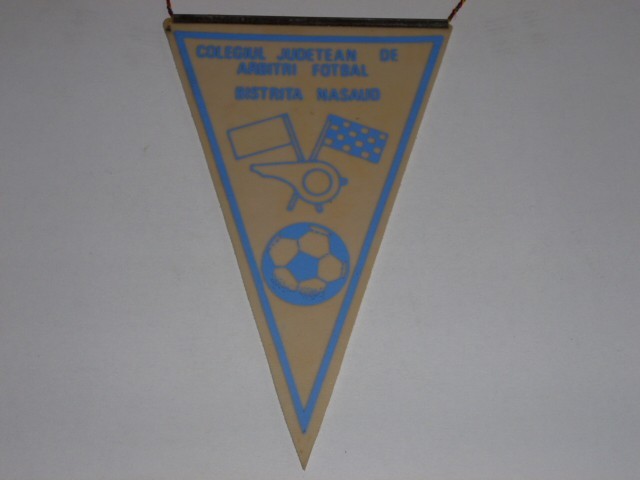 COLEGIUL JUDETEAN DE
ARBITRI FOTBAL
BISTRITA NASAUD